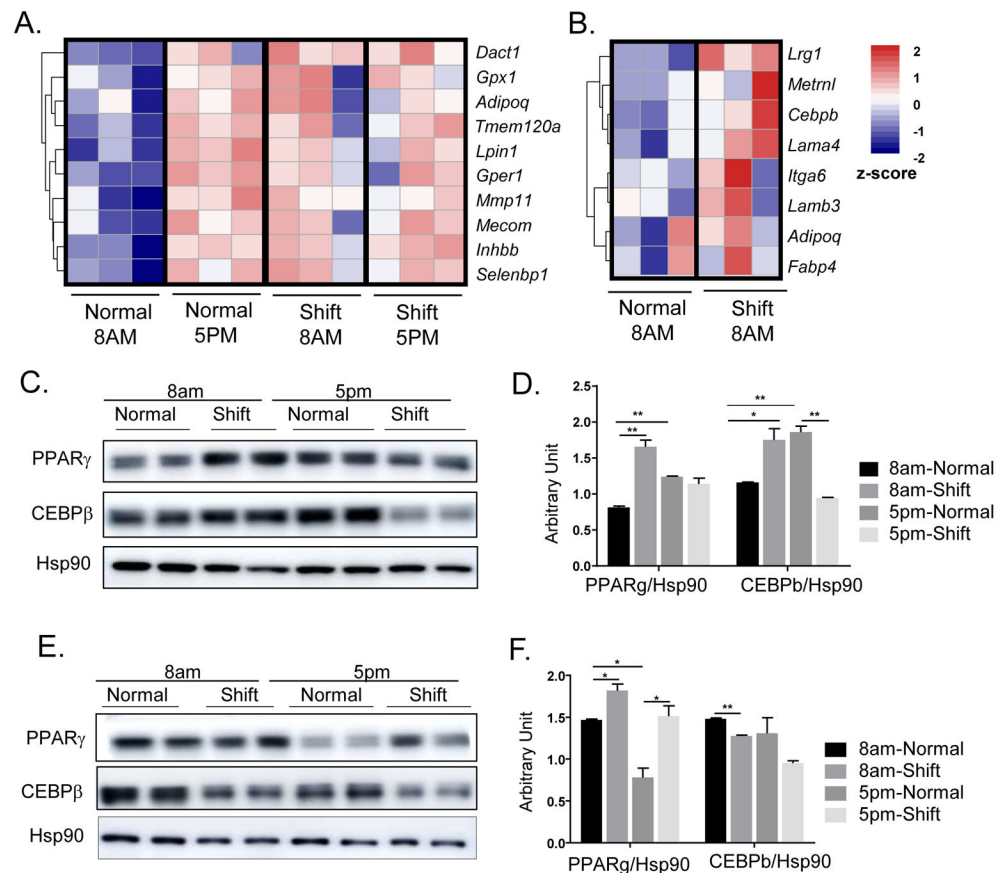 A.
Dact1
Gpx1
Adipoq
Tmem120a
Lpin1
Gper1
Mmp11
Mecom
Inhbb
Selenbp1
Normal 8AM
Normal 5PM
Shift 8AM
Shift 5PM
B.
Lrg1
Metrnl
Cebpb
Lama4
Itga6
Lamb3
Adipoq
Fabp4
Normal 8AM
Shift 8AM
2
1
0
-1
-2
z-score
C.
8am 5pm
Normal Shift Normal Shift
PPARγ
CEBPβ
Hsp90
D.
Arbitrary Unit
2.5
2.0
1.5
1.0
0.5
0.0
** ** * ** **
PPARg/Hsp90 CEBPb/Hsp90
8am-Normal
8am-Shift
5pm-Normal
5pm-Shift
E.
8am 5pm
Normal Shift Normal Shift
PPARγ
CEBPβ
Hsp90
F.
Arbitrary Unit
2.0
1.5
1.0
0.5
0.0
* * * **
PPARg/Hsp90 CEBPb/Hsp90
8am-Normal
8am-Shift
5pm-Normal
5pm-Shift